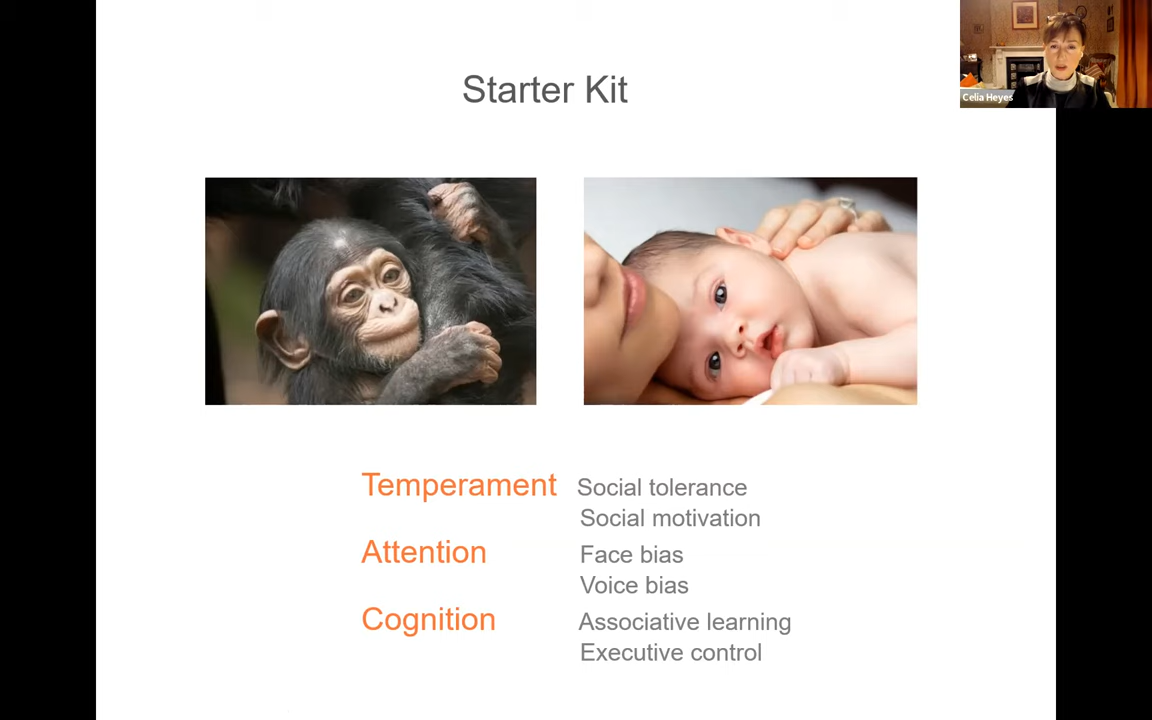 Starter Kit
Celia Heyes
Temperament Social tolerance
Social motivation
Attention Face bias
Voice bias
Cognition Associative learning
Executive control